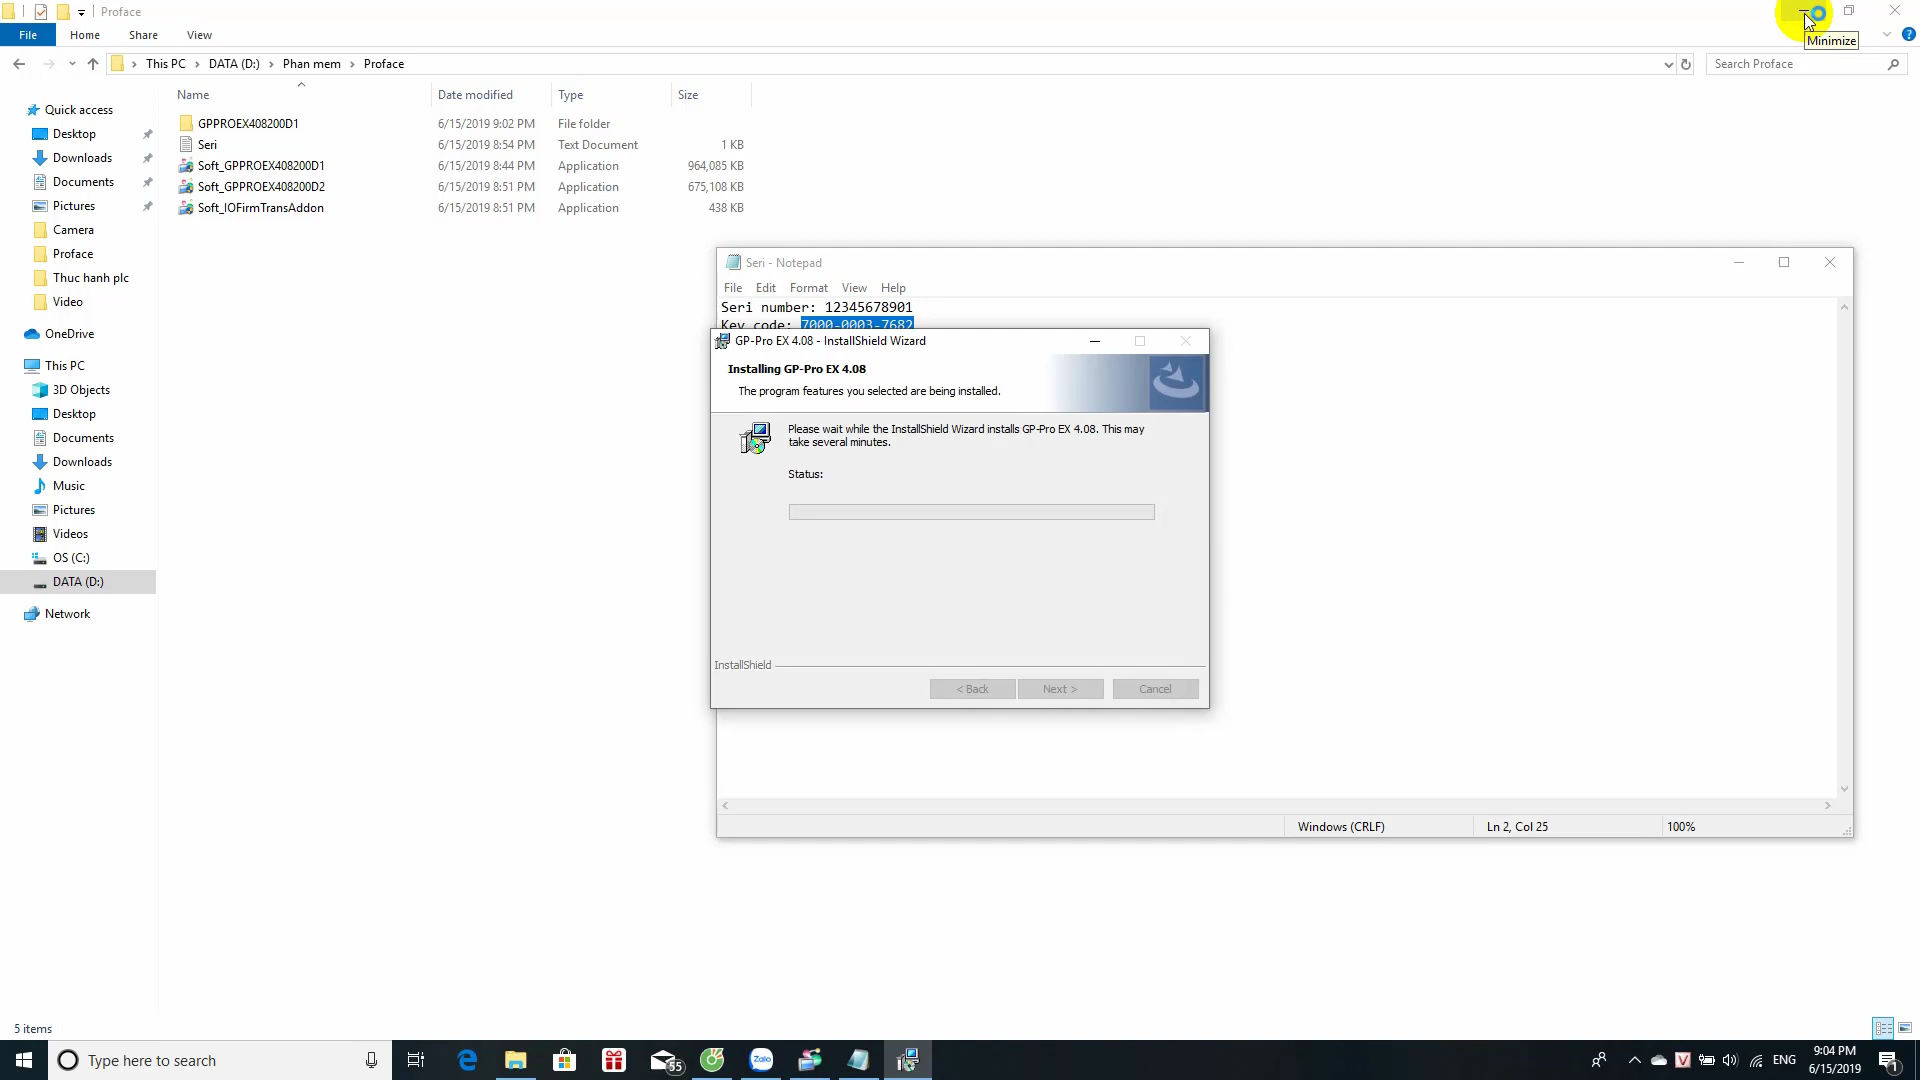 Proface
Minimize
File
Home
Share
View
This PC
DATA (D:)
Phan mem
Proface
Search Proface
Name
Date modified
Type
Size
GPPROEX408200D1
6/15/2019 9:02 PM
File folder
Seri
6/15/2019 8:54 PM
Text Document
1 KB
Soft_GPPROEX408200D1
6/15/2019 8:44 PM
Application
964,085 KB
Soft_GPPROEX408200D2
6/15/2019 8:51 PM
Application
675,108 KB
Soft_IOFirmTransAddon
6/15/2019 8:51 PM
Application
438 KB
Quick access
Desktop
Downloads
Documents
Pictures
Camera
Proface
Thuc hanh plc
Video
OneDrive
This PC
3D Objects
Desktop
Documents
Downloads
Music
Pictures
Videos
OS (C:)
DATA (D:)
Network
Seri - Notepad
File
Edit
Format
View
Help
Seri number: 12345678901
Key code: 7000-0003-7682
GP-Pro EX 4.08 - InstallShield Wizard
Installing GP-Pro EX 4.08
The program features you selected are being installed.
Please wait while the InstallShield Wizard installs GP-Pro EX 4.08. This may
take several minutes.
Status:
InstallShield
< Back
Next >
Cancel
Windows (CRLF)
Ln 2, Col 25
100%
5 items
Type here to search
55
Zalo
V
ENG
9:04 PM
6/15/2019
1